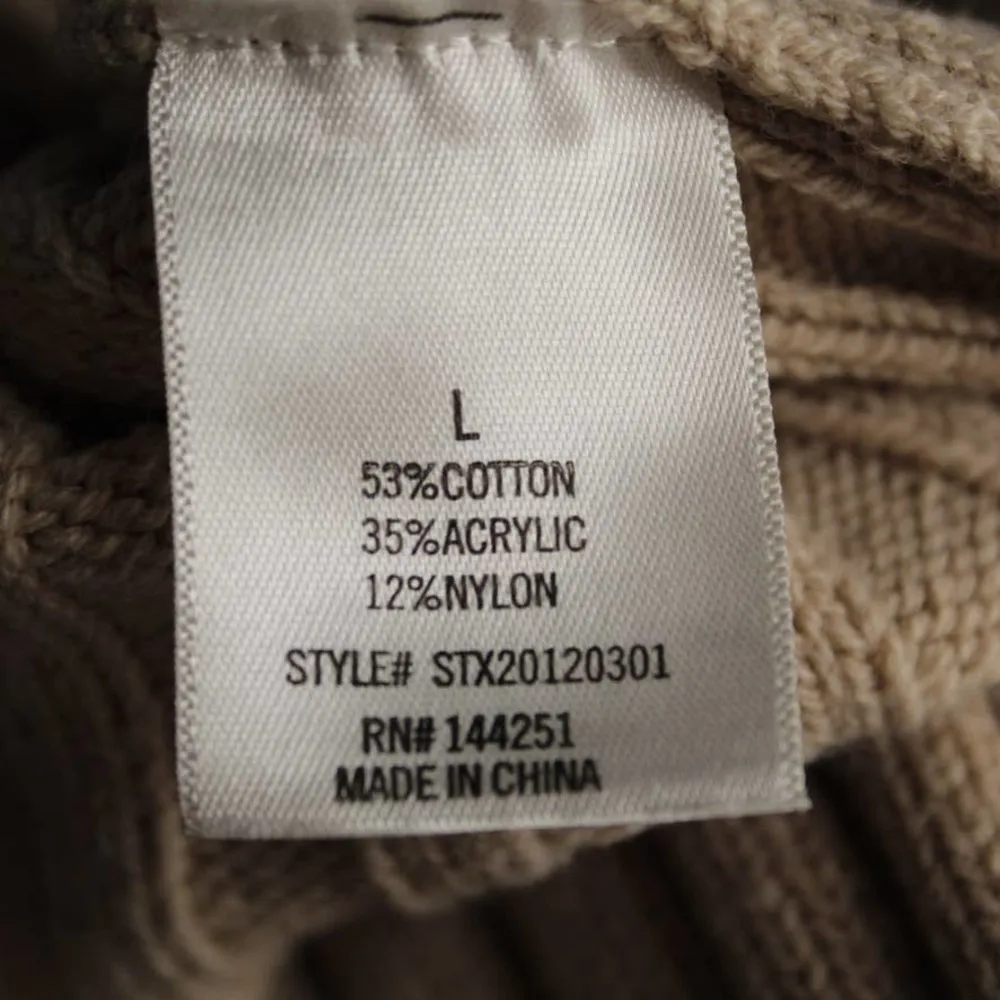 L
53%COTTON
35%ACRYLIC
12%NYLON
STYLE# STX20120301
RN# 144251
MADE IN CHINA